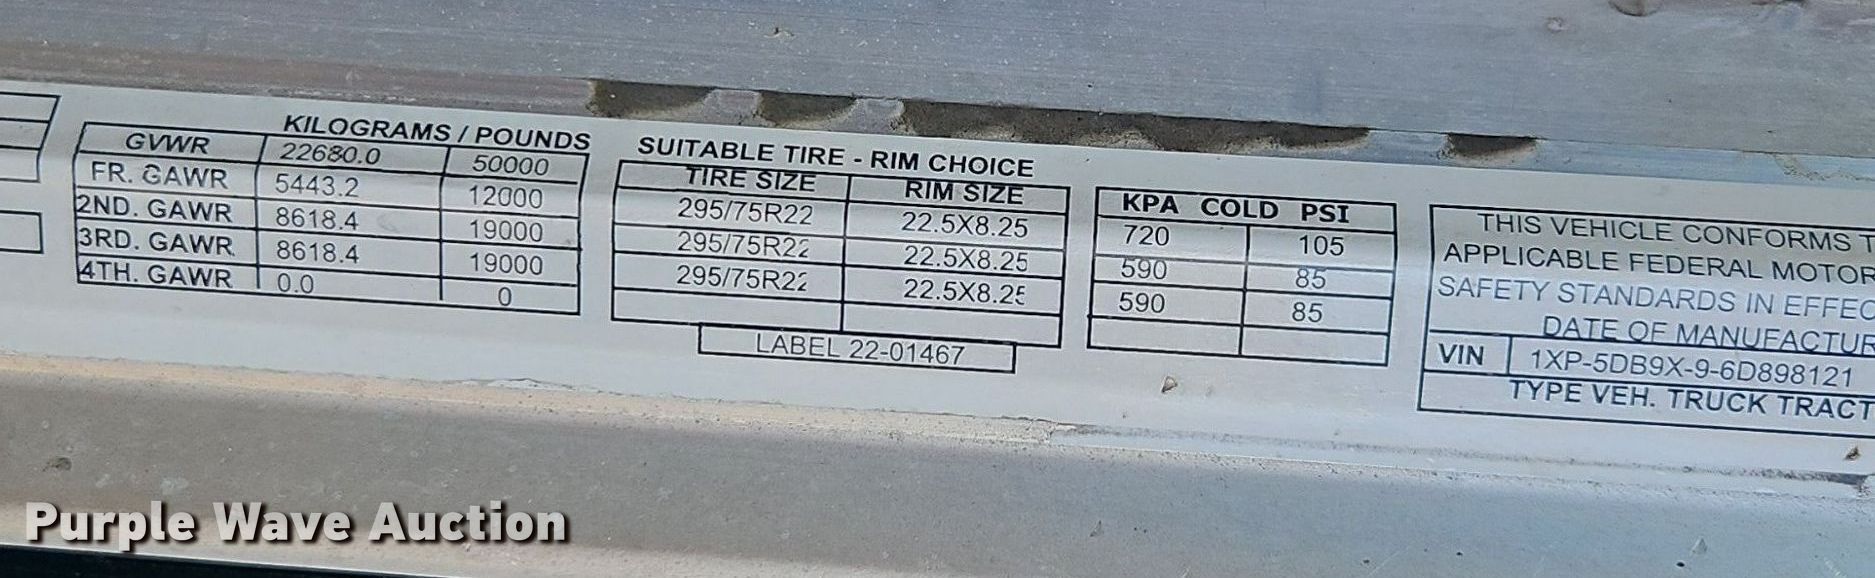 KILOGRAMS / POUNDS
GVWR 22680.0 50000
FR. GAWR 5443.2 12000
2ND. GAWR 8618.4 19000
3RD. GAWR 8618.4 19000
4TH. GAWR 0.0 0
SUITABLE TIRE - RIM CHOICE
TIRE SIZE RIM SIZE
295/75R22 22.5X8.25
295/75R22 22.5X8.25
295/75R22 22.5X8.25
LABEL 22-01467
KPA COLD PSI
720 105
590 85
590 85
THIS VEHICLE CONFORMS T
APPLICABLE FEDERAL MOTOR
SAFETY STANDARDS IN EFFEC
DATE OF MANUFACTUR
VIN 1XP-5DB9X-9-6D898121
TYPE VEH. TRUCK TRACT
Purple Wave Auction